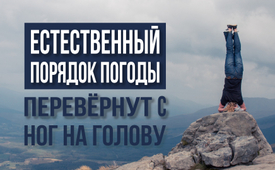 ЕСТЕСТВЕННЫЙ
ПОРЯДОК ПОГОДЫ
ПЕРЕВЁРНУТ С
НОГ НА ГОЛОВУ